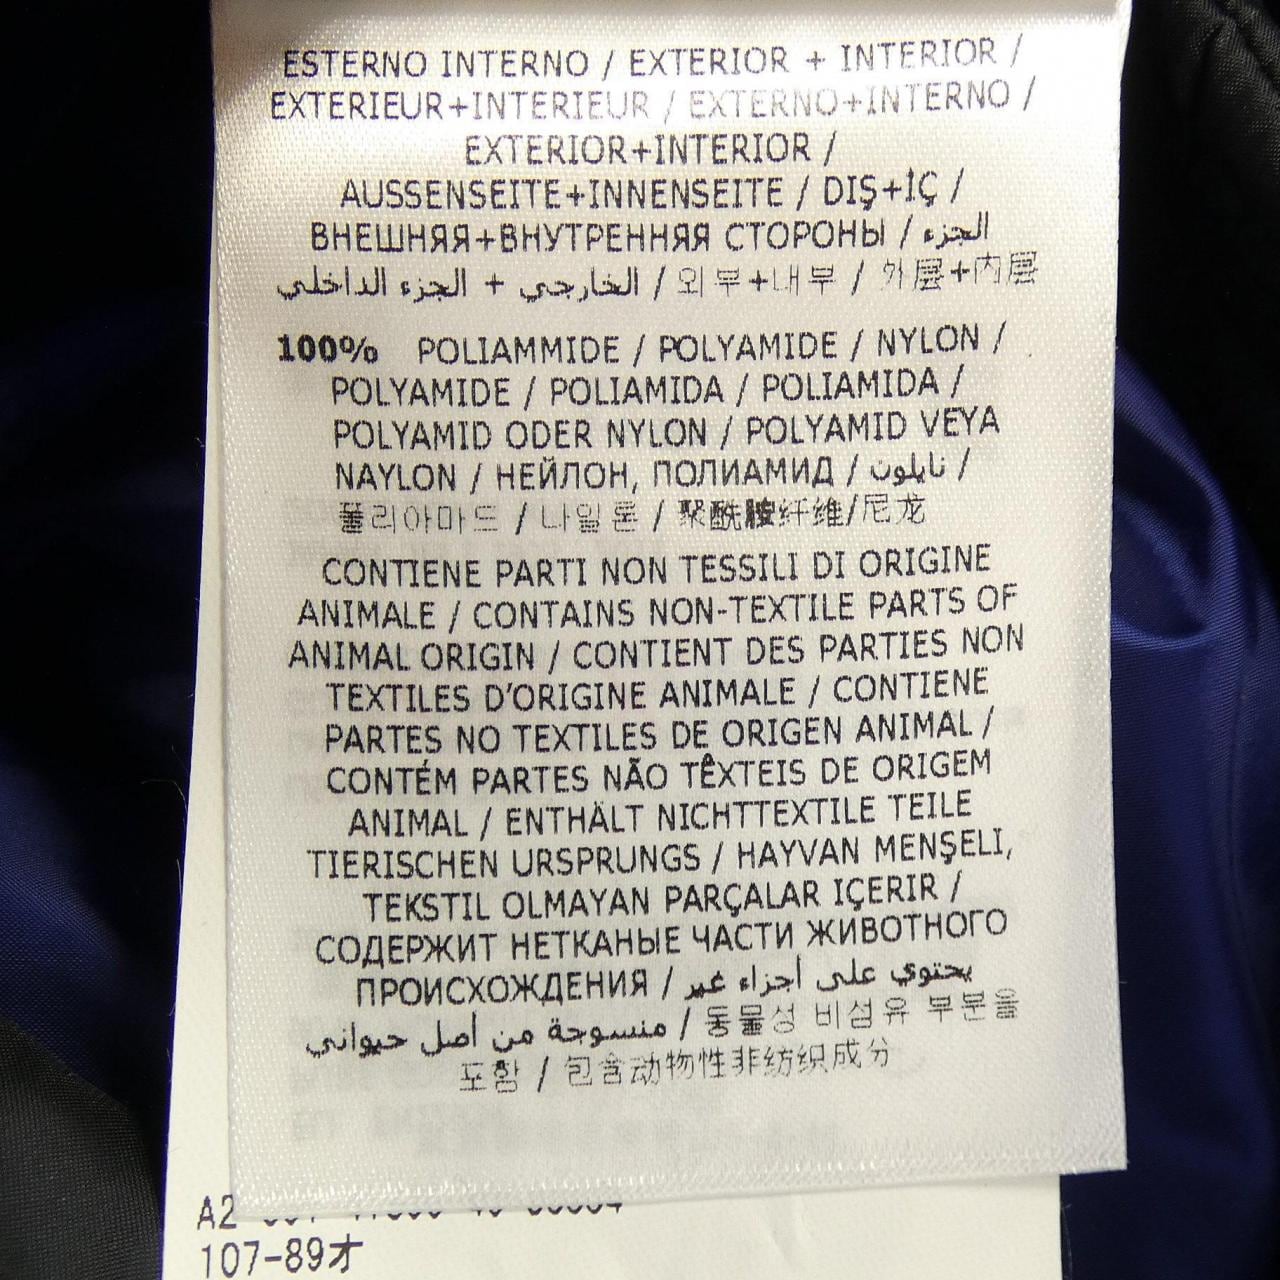 ESTERNO INTERNO / EXTERIOR + INTERIOR /
EXTERIEUR+INTERIEUR / EXTERNO+INTERNO /
EXTERIOR+INTERIOR /
AUSSENSEITE+INNENSEITE / DIŞ+İÇ /
ВНЕШНЯЯ+ВНУТРЕННЯЯ СТОРОНЫ / الجزء
الخارجي + الجزء الداخلي / 외부+내부 / 外层+内层
100% POLIAMMIDE / POLYAMIDE / NYLON /
POLYAMIDE / POLIAMIDA / POLIAMIDA /
POLYAMID ODER NYLON / POLYAMID VEYA
NAYLON / НЕЙЛОН, ПОЛИАМИД / نايلون /
폴리아마드 / 나일론 / 聚酰胺纤维/尼龙
CONTIENE PARTI NON TESSILI DI ORIGINE
ANIMALE / CONTAINS NON-TEXTILE PARTS OF
ANIMAL ORIGIN / CONTIENT DES PARTIES NON
TEXTILES D'ORIGINE ANIMALE / CONTIENE
PARTES NO TEXTILES DE ORIGEN ANIMAL /
CONTÉM PARTES NÃO TÊXTEIS DE ORIGEM
ANIMAL / ENTHÄLT NICHTTEXTILE TEILE
TIERISCHEN URSPRUNGS / HAYVAN MENŞELI,
TEKSTIL OLMAYAN PARÇALAR IÇERIR /
СОДЕРЖИТ НЕТКАНЫЕ ЧАСТИ ЖИВОТНОГО
ПРОИСХОЖДЕНИЯ / يحتوي على أجزاء غير
منسوجة من أصل حيواني / 동물성 비섬유 부분을
포함 / 包含动物性非纺织成分
A2
107-89オ